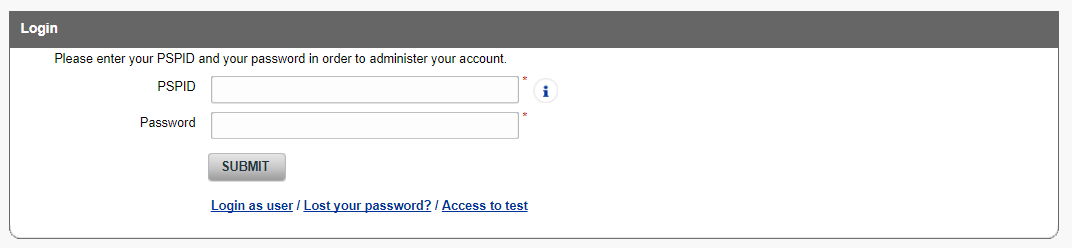 Login
Please enter your PSPID and your password in order to administer your account.
PSPID * i
Password *
SUBMIT
Login as user / Lost your password? / Access to test